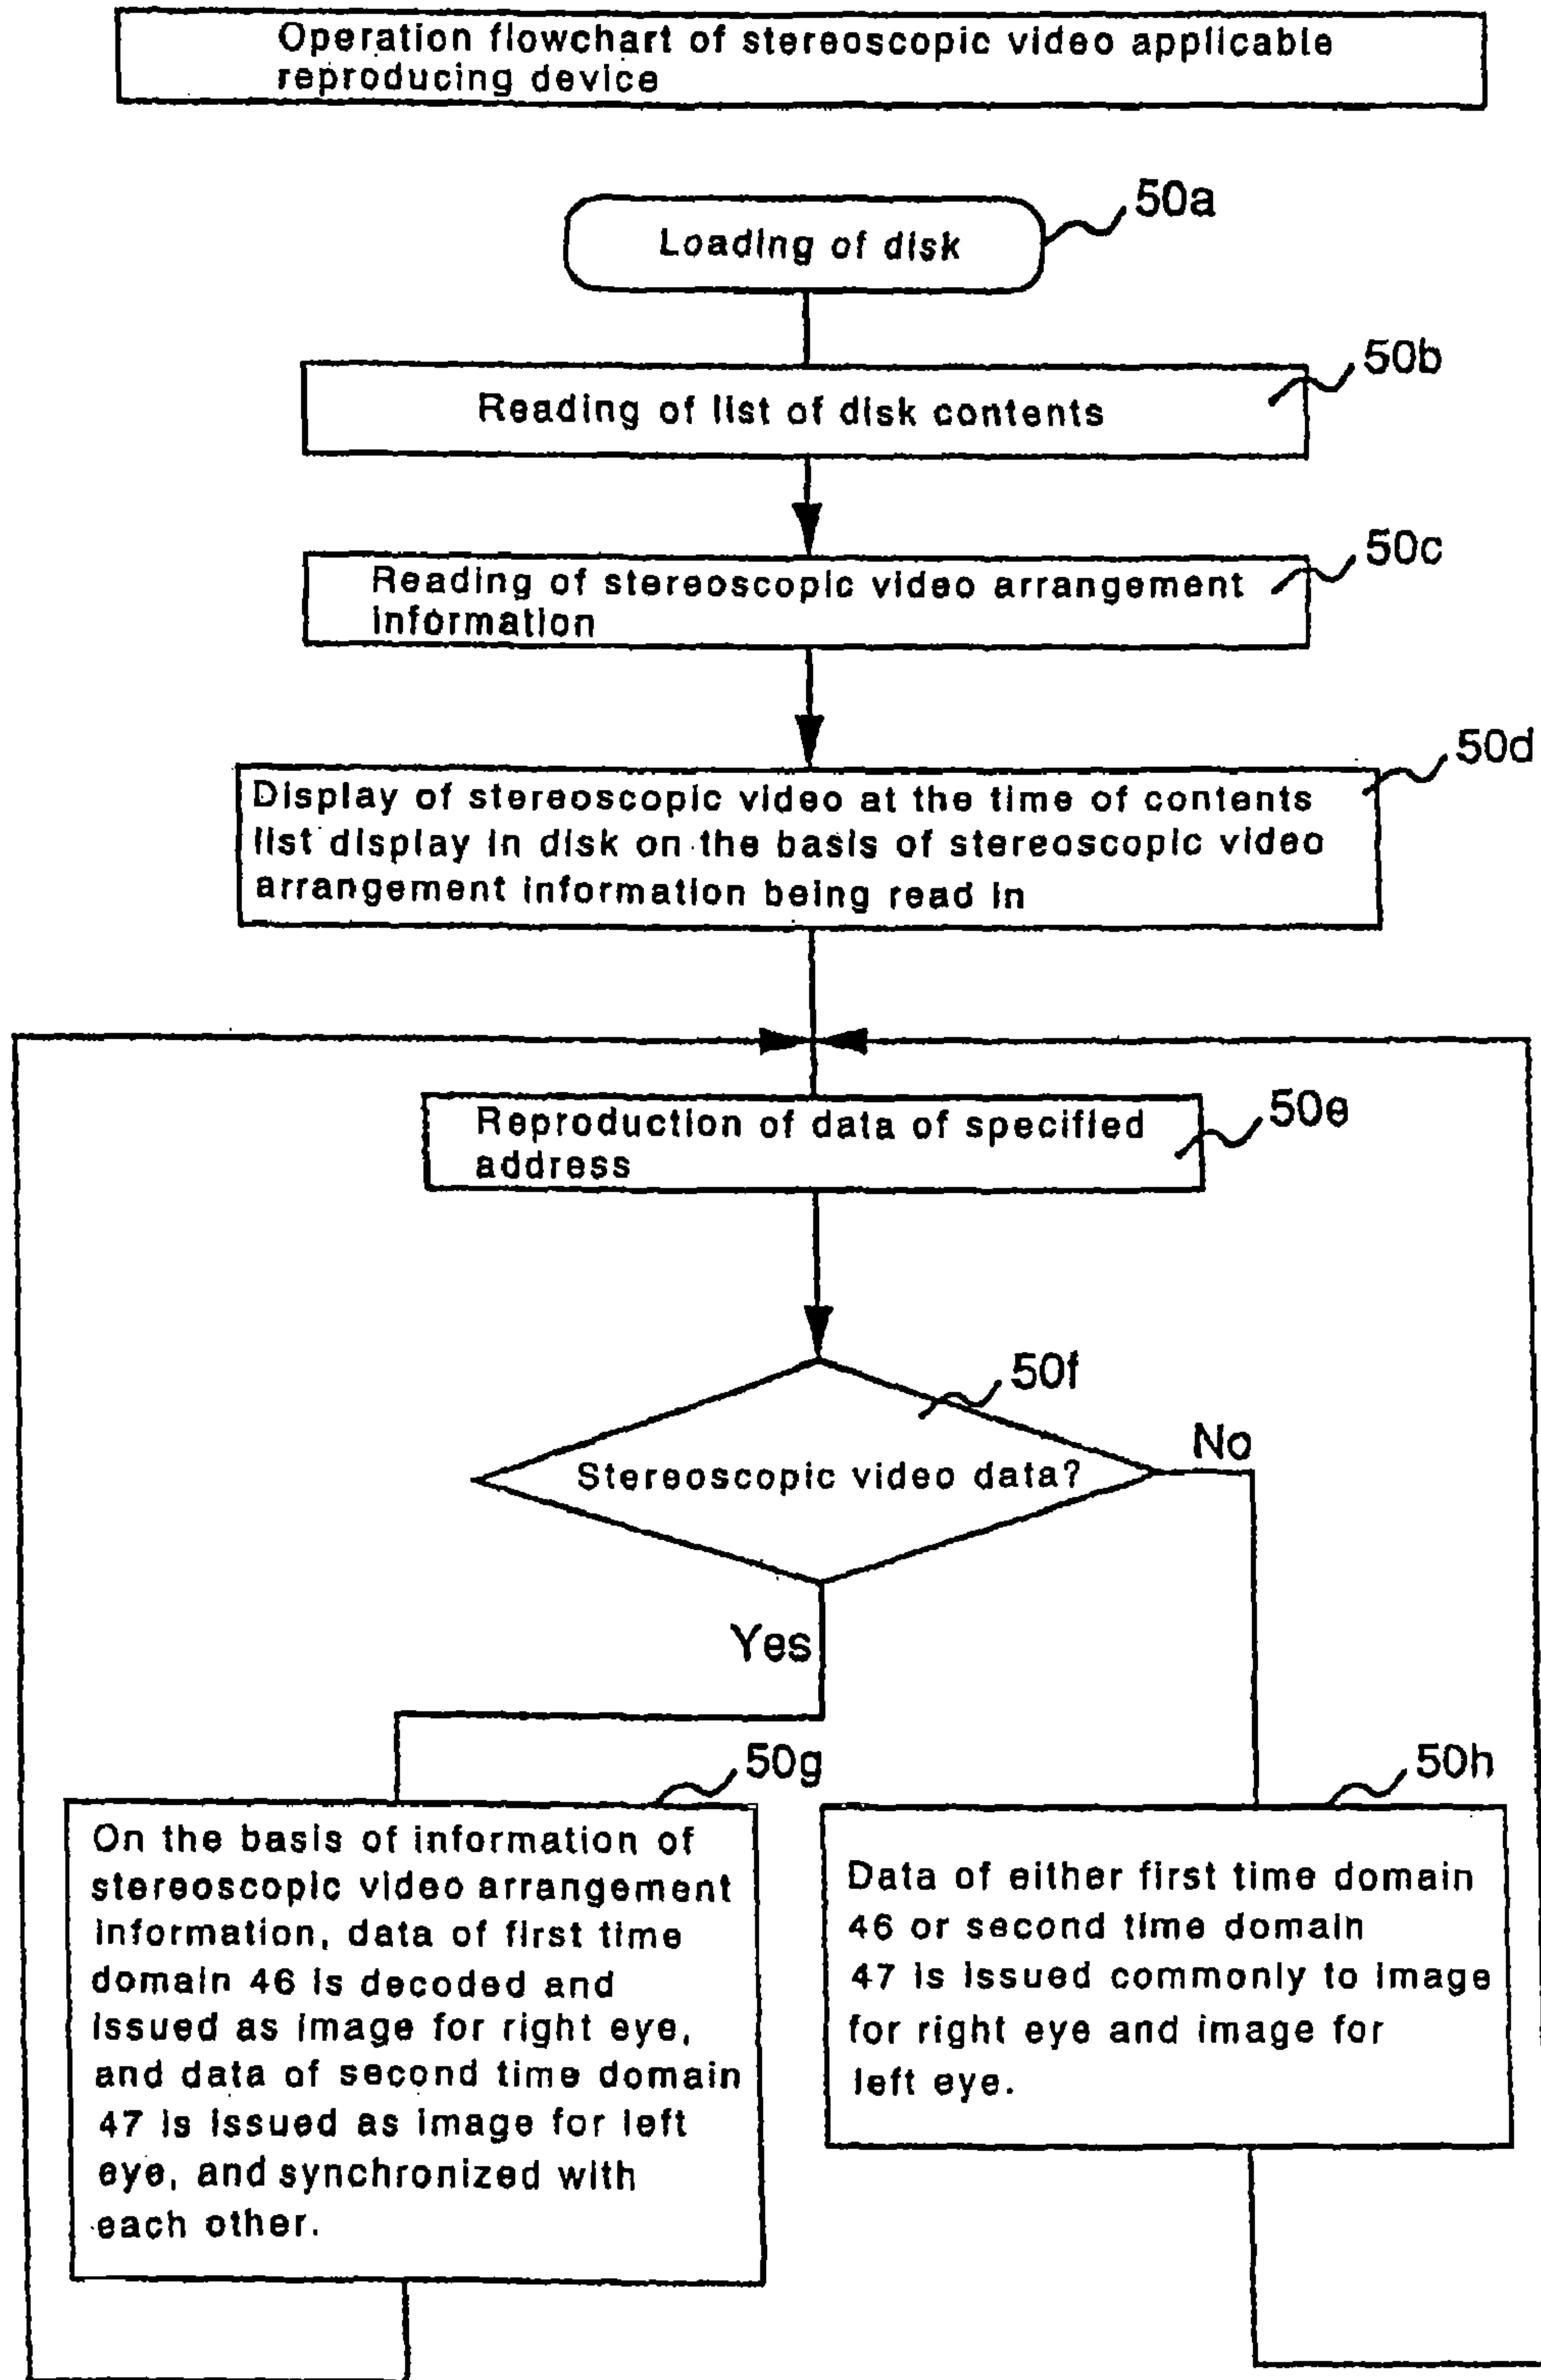 Operation flowchart of stereoscopic video applicable
reproducing device
50a
Loading of disk
50b
Reading of list of disk contents
50c
Reading of stereoscopic video arrangement
information
50d
Display of stereoscopic video at the time of contents
list display in disk on the basis of stereoscopic video
arrangement information being read in
50e
Reproduction of data of specified
address
50f
No
Stereoscopic video data?
Yes
50g
On the basis of information of
stereoscopic video arrangement
information, data of first time
domain 46 is decoded and
issued as image for right eye,
and data of second time domain
47 is issued as image for left
eye, and synchronized with
each other.
50h
Data of either first time domain
46 or second time domain
47 is issued commonly to image
for right eye and image for
left eye.